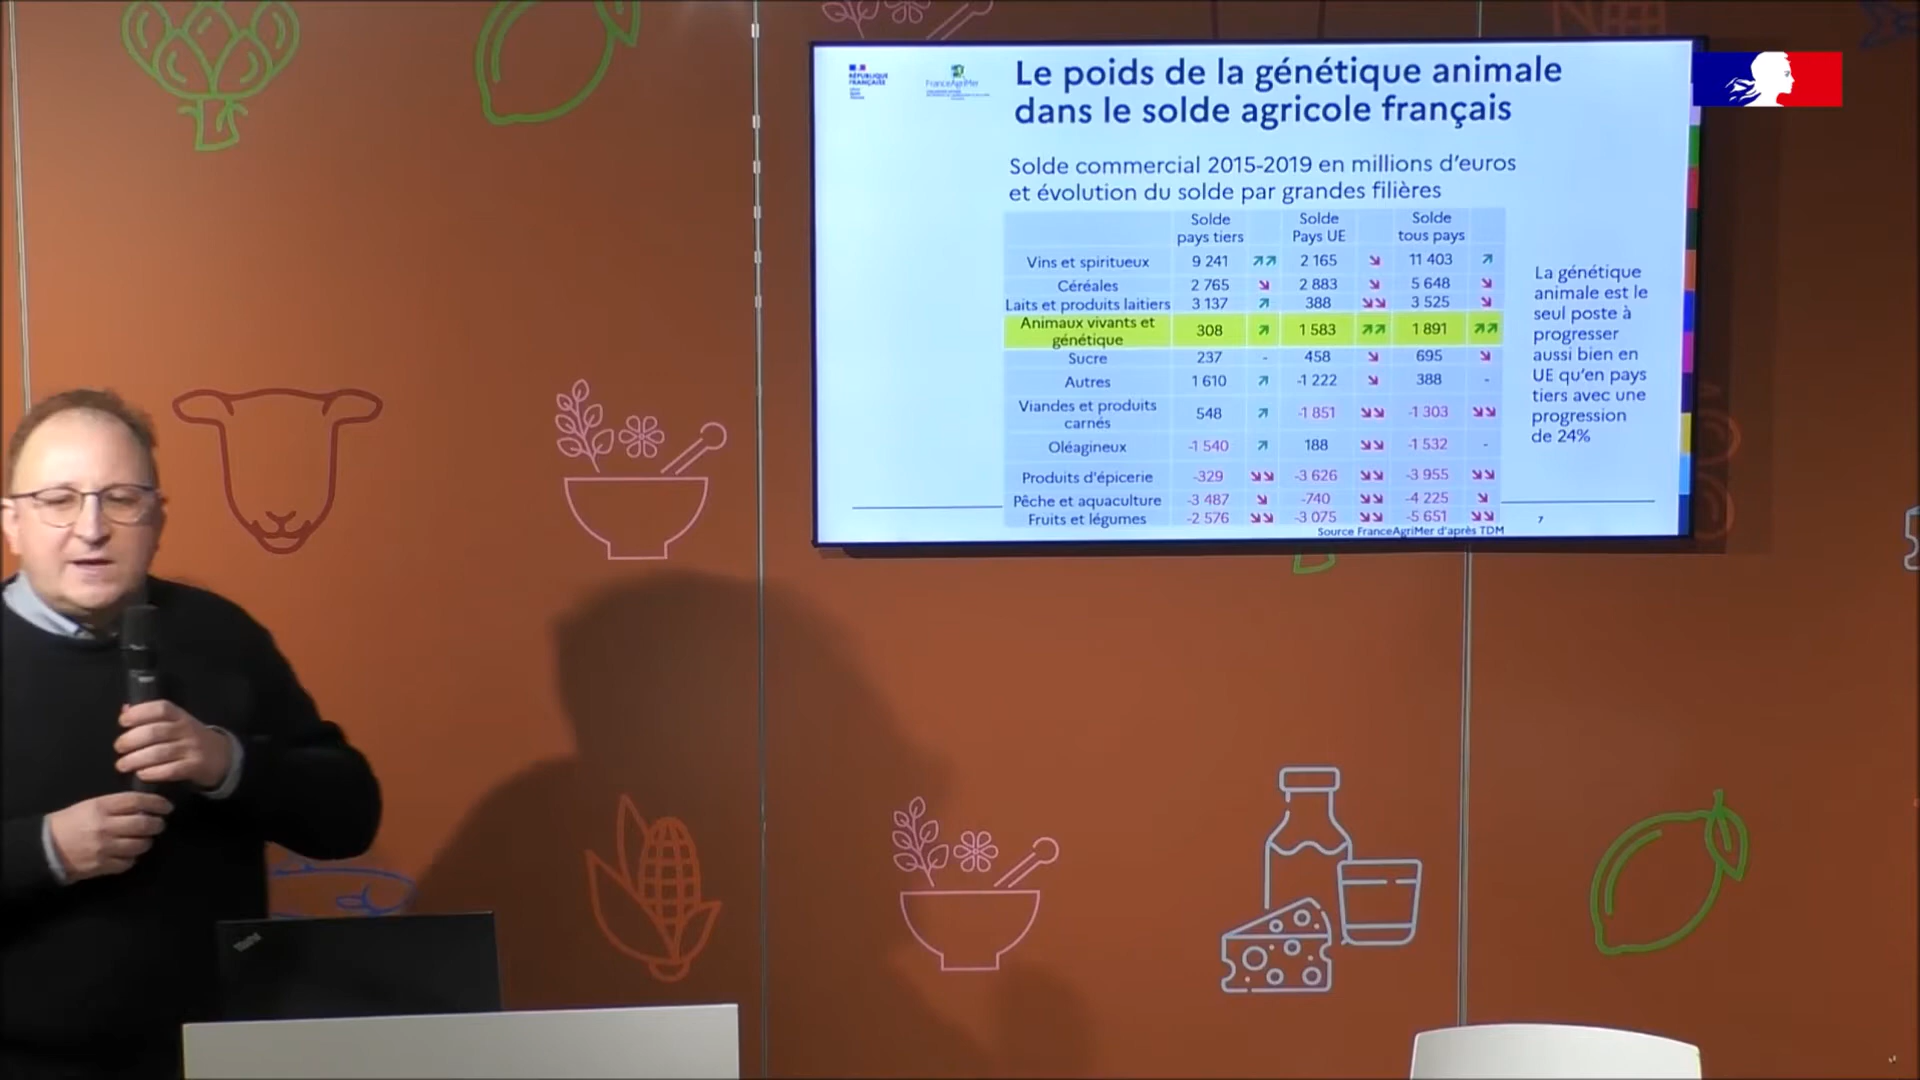 RÉPUBLIQUE
FRANÇAISE
FranceAgriMer
Le poids de la génétique animale
dans le solde agricole français
Solde commercial 2015-2019 en millions d'euros
et évolution du solde par grandes filières
Solde pays tiers Solde Pays UE Solde tous pays
Vins et spiritueux 9 241 ↗↗ 2 165 ↘ 11 403 ↗
Céréales 2 765 ↘ 2 883 ↘ 5 648 ↘
Laits et produits laitiers 3 137 ↗ 388 ↘↘ 3 525 ↘
Animaux vivants et génétique 308 ↗ 1 583 ↗↗ 1 891 ↗↗
Sucre 237 - 458 ↘ 695 ↘
Autres 1 610 ↗ -1 222 ↘ 388 -
Viandes et produits carnés 548 ↗ -1 851 ↘↘ -1 303 ↘↘
Oléagineux -1 540 ↗ 188 ↘↘ -1 532 -
Produits d'épicerie -329 ↘↘ -3 626 ↘↘ -3 955 ↘↘
Pêche et aquaculture -3 487 ↘ -740 ↘↘ -4 225 ↘
Fruits et légumes -2 576 ↘↘ -3 075 ↘↘ -5 651 ↘↘
Source FranceAgriMer d'après TDM
La génétique
animale est le
seul poste à
progresser
aussi bien en
UE qu'en pays
tiers avec une
progression
de 24%
7